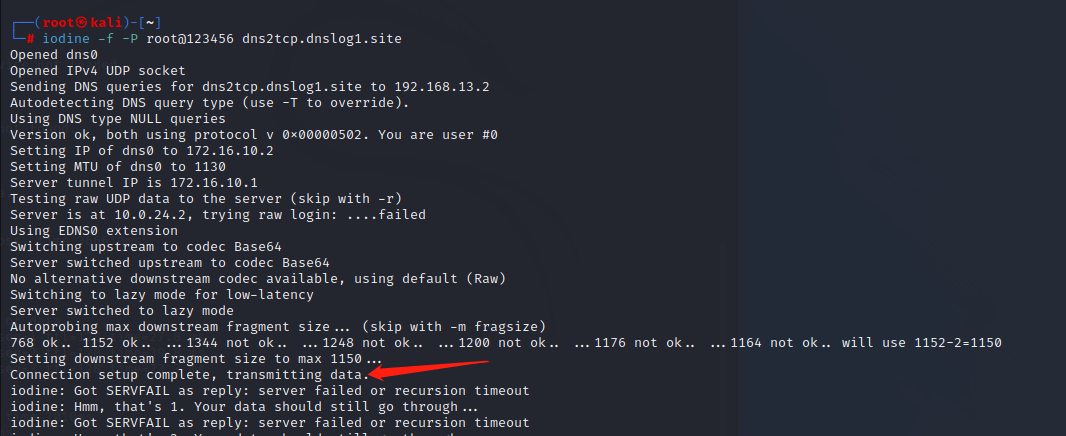 ┌──(root㉿kali)-[~]
└─# iodine -f -P root@123456 dns2tcp.dnslog1.site
Opened dns0
Opened IPv4 UDP socket
Sending DNS queries for dns2tcp.dnslog1.site to 192.168.13.2
Autodetecting DNS query type (use -T to override).
Using DNS type NULL queries
Version ok, both using protocol v 0x00000502. You are user #0
Setting IP of dns0 to 172.16.10.2
Setting MTU of dns0 to 1130
Server tunnel IP is 172.16.10.1
Testing raw UDP data to the server (skip with -r)
Server is at 10.0.24.2, trying raw login: ....failed
Using EDNS0 extension
Switching upstream to codec Base64
Server switched upstream to codec Base64
No alternative downstream codec available, using default (Raw)
Switching to lazy mode for low-latency
Server switched to lazy mode
Autoprobing max downstream fragment size... (skip with -m fragsize)
768 ok.. 1152 ok.. ...1344 not ok.. ...1248 not ok.. ...1200 not ok.. ...1176 not ok.. ...1164 not ok.. will use 1152-2=1150
Setting downstream fragment size to max 1150...
Connection setup complete, transmitting data.
iodine: Got SERVFAIL as reply: server failed or recursion timeout
iodine: Hmm, that's 1. Your data should still go through...
iodine: Got SERVFAIL as reply: server failed or recursion timeout